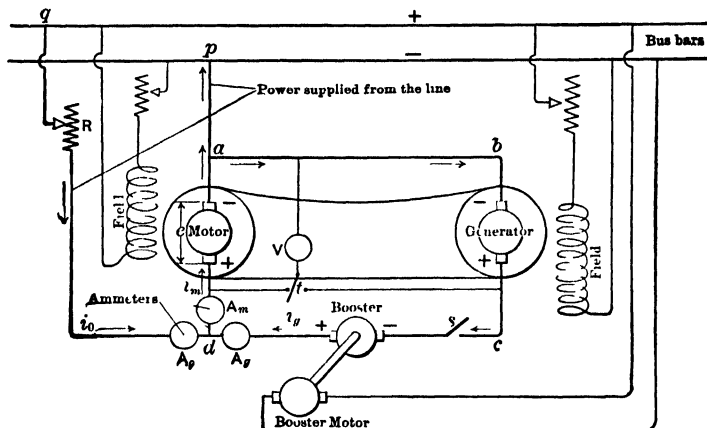 q
+
Bus bars
p
−
Power supplied from the line
R
a
b
Field
e
−
Motor
+
V
−
Generator
+
Field
i_m
t
Ammeters
A_m
i_g
Booster
i_0
+
−
s
A_0
d
A_g
c
Booster Motor